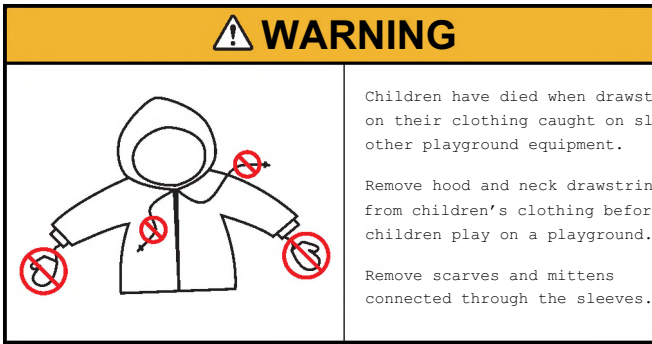 WARNING
Children have died when drawst
on their clothing caught on sl
other playground equipment.
Remove hood and neck drawstrin
from children’s clothing befor
children play on a playground.
Remove scarves and mittens
connected through the sleeves.